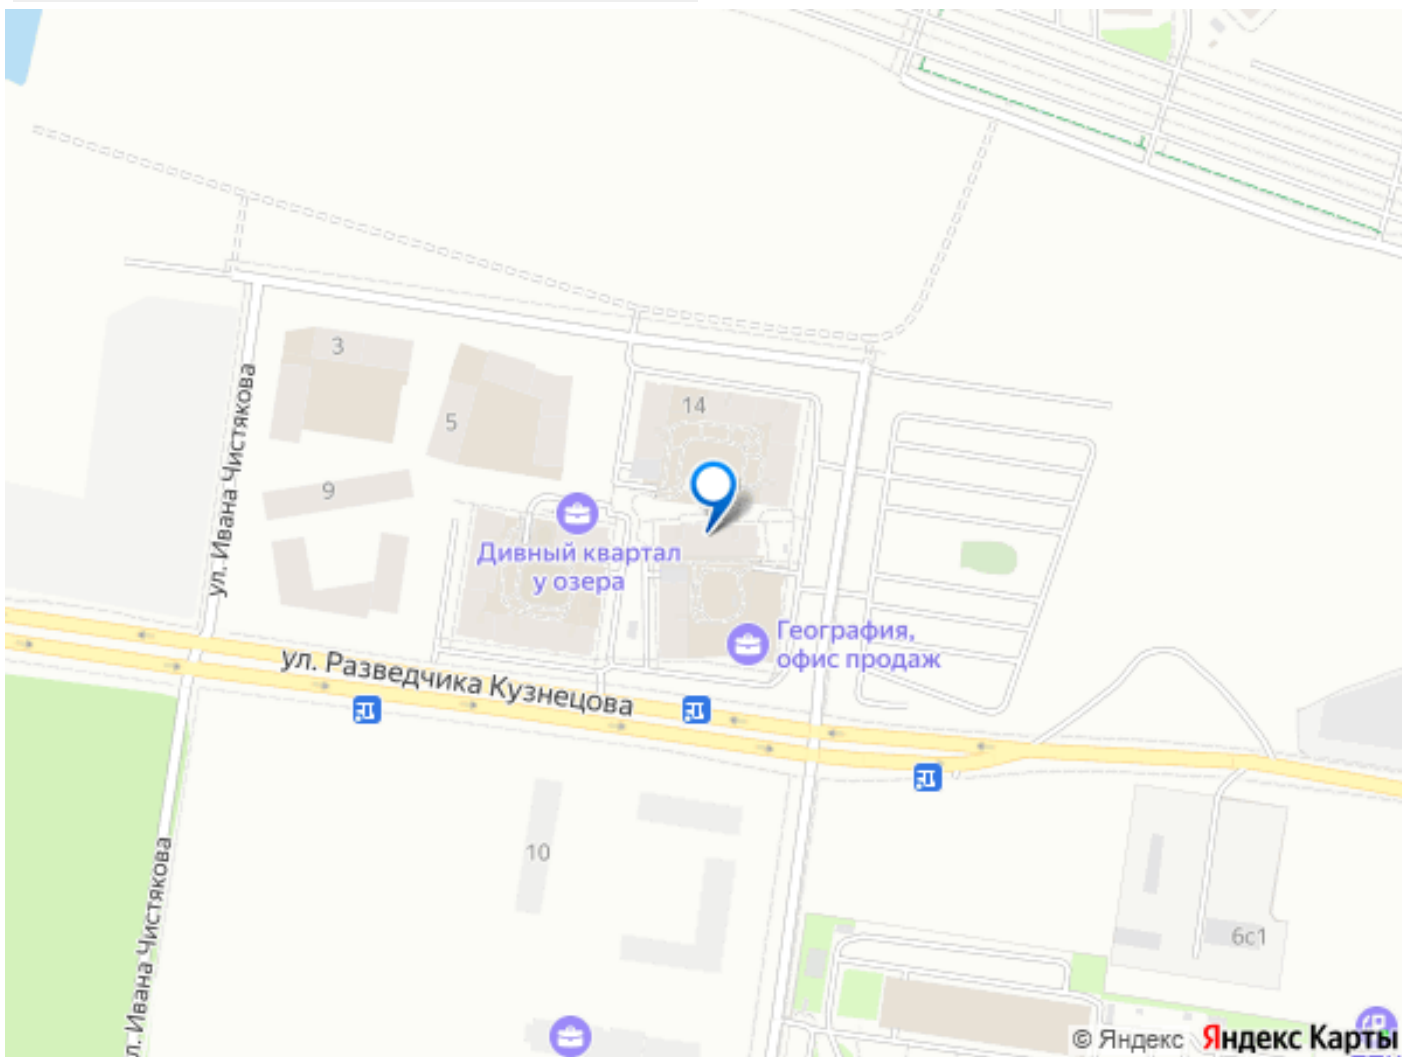 3
14
5
9
ул. Ивана Чистякова
Дивный квартал
у озера
География,
офис продаж
ул. Разведчика Кузнецова
10
6с1
л. Ивана Чистякова
© Яндекс Яндекс Карты